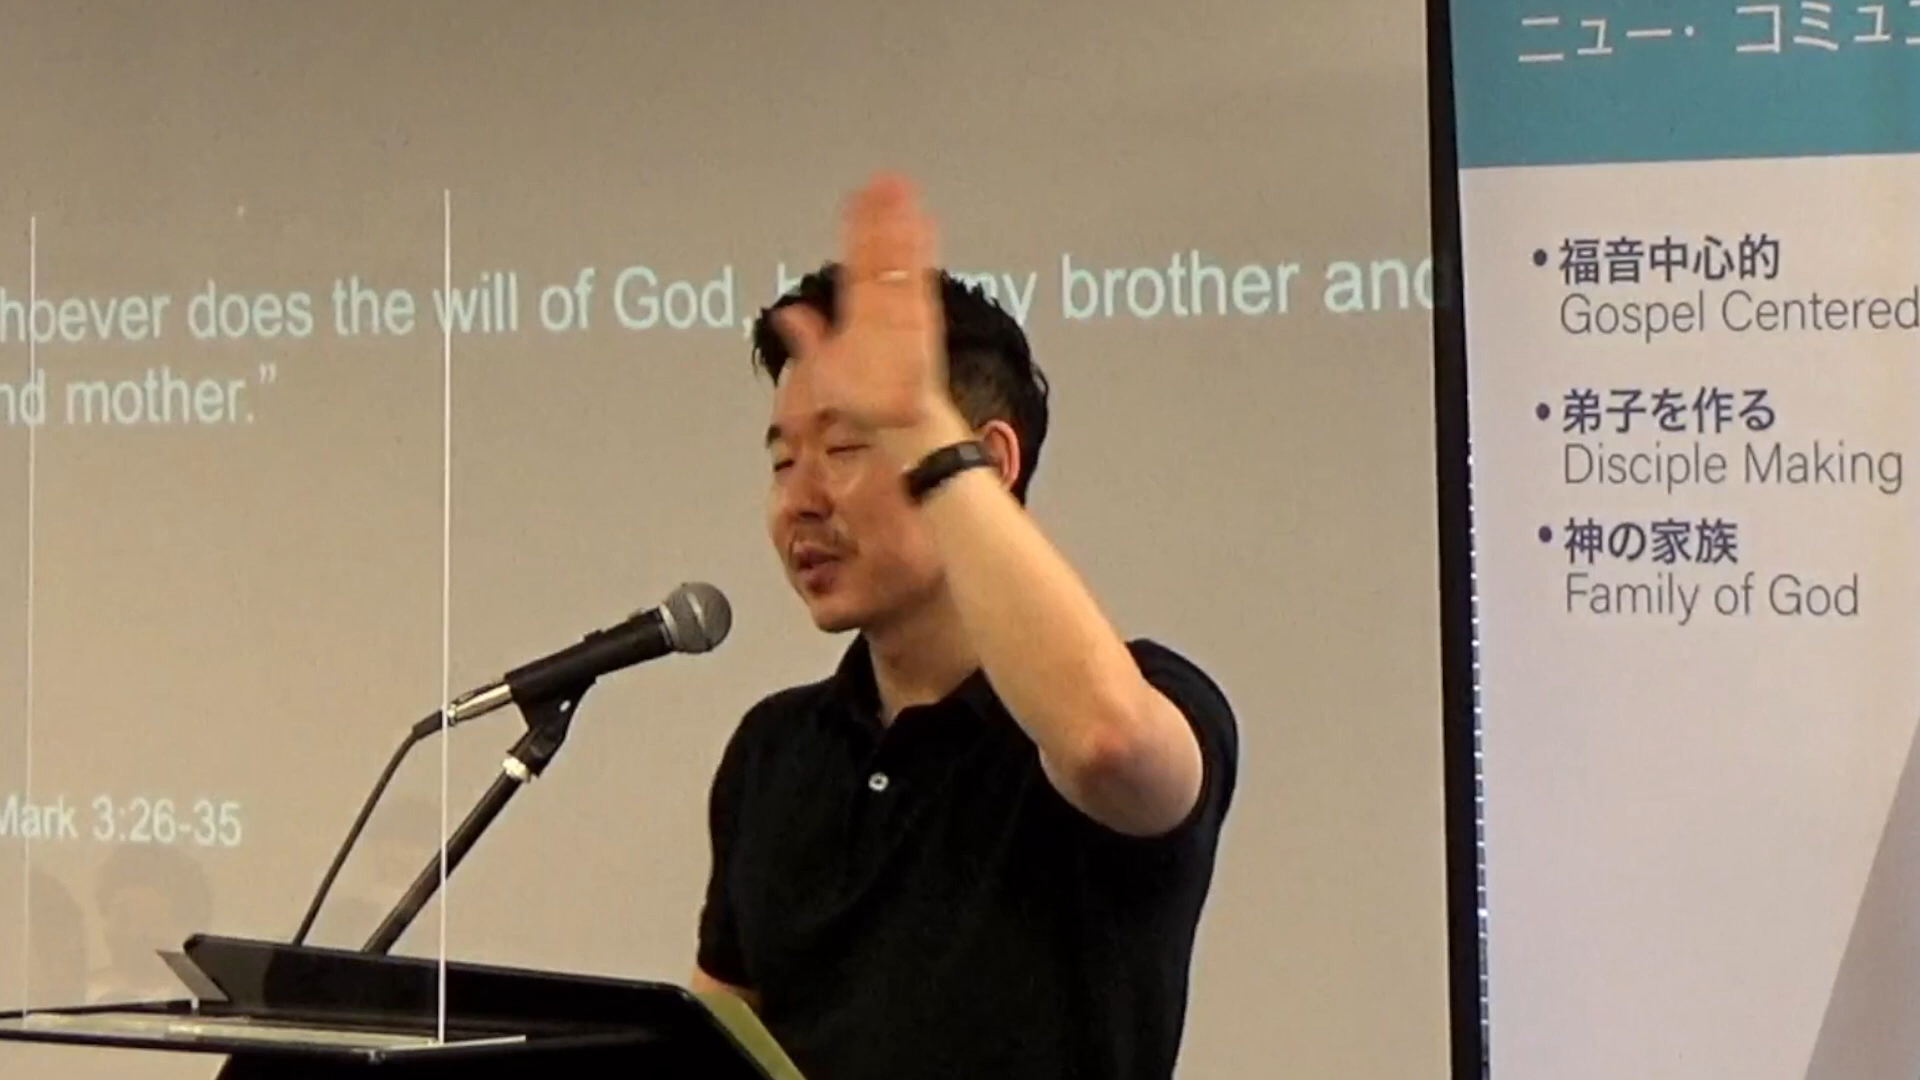 hoever does the will of God, my brother and
nd mother.”
Mark 3:26-35
ニュー・コミュニ
•福音中心的
Gospel Centered
•弟子を作る
Disciple Making
•神の家族
Family of God